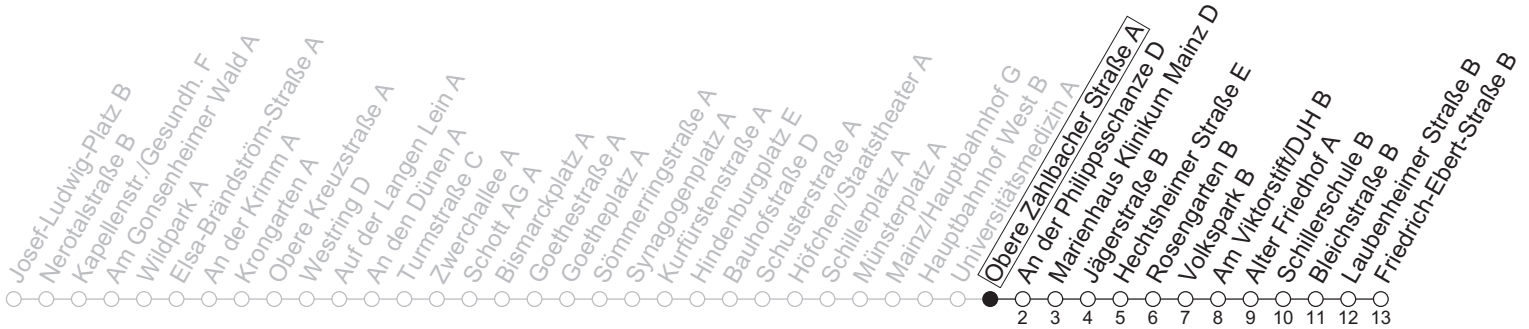 Josef-Ludwig-Platz B
Nerotalstraße B
Kapellenstr./Gesundh. F
Am Gonsenheimer Wald A
Wildpark A
Elsa-Brändström-Straße A
An der Krimm A
Krongarten A
Obere Kreuzstraße A
Westring D
Auf der Langen Lein A
An den Dünen A
Turmstraße C
Zwerchallee A
Schott AG A
Bismarckplatz A
Goethestraße A
Goetheplatz A
Sömmerringstraße A
Synagogenplatz A
Kurfürstenstraße A
Hindenburgplatz E
Bauhofstraße D
Schusterstraße A
Höfchen/Staatstheater A
Schillerplatz A
Münsterplatz A
Mainz/Hauptbahnhof G
Hauptbahnhof West B
Universitätsmedizin A
Obere Zahlbacher Straße A
An der Philippsschanze D
Marienhaus Klinikum Mainz D
Jägerstraße B
Hechtsheimer Straße E
Rosengarten B
Volkspark B
Am Viktorstift/DJH B
Alter Friedhof A
Schillerschule B
Bleichstraße B
Laubenheimer Straße B
Friedrich-Ebert-Straße B
2 3 4 5 6 7 8 9 10 11 12 13